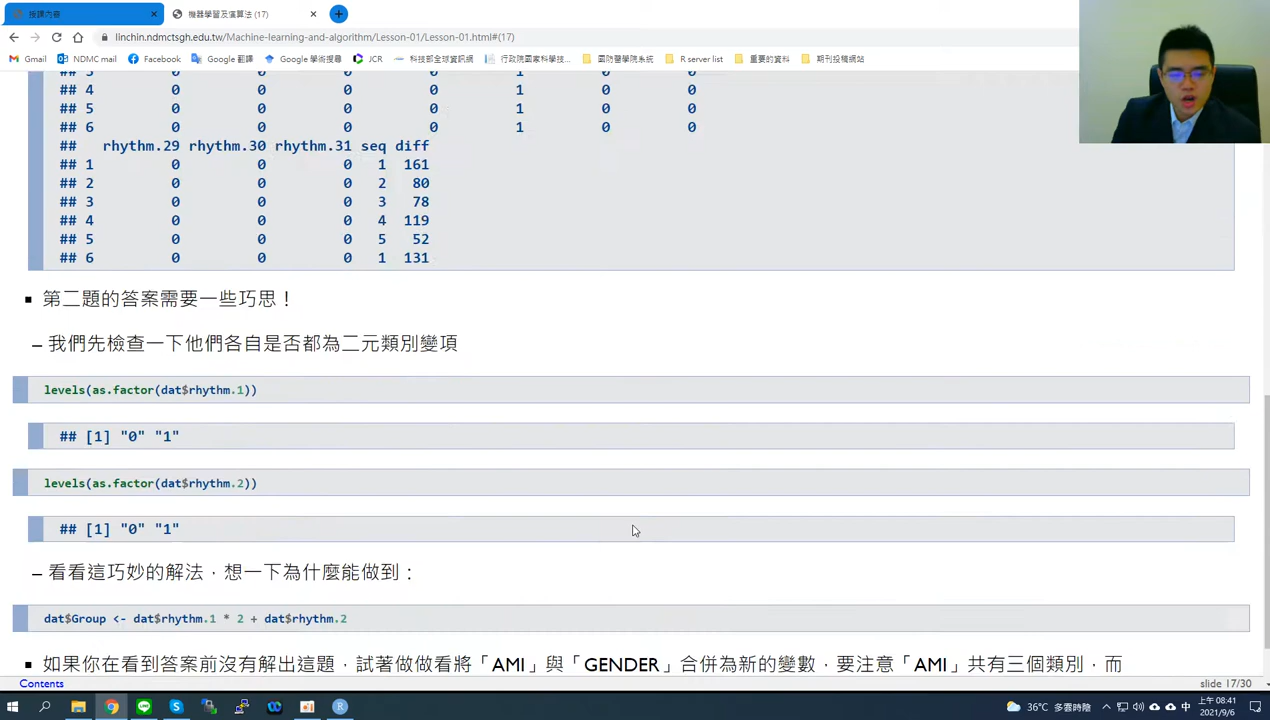 授課內容
機器學習及演算法 (17)
linchin.ndmctsgh.edu.tw/Machine-learning-and-algorithm/Lesson-01/Lesson-01.html#(17)
Gmail NDMC mail Facebook Google 翻譯 Google 學術搜尋 JCR 科技部全球資訊網 行政院國家科學技... 國防醫學院系統 R server list 重要的資料 期刊投稿網站
## 3 0 0 0 0 1 0 0
## 4 0 0 0 0 1 0 0
## 5 0 0 0 0 1 0 0
## 6 0 0 0 0 1 0 0
## rhythm.29 rhythm.30 rhythm.31 seq diff
## 1 0 0 0 1 161
## 2 0 0 0 2 80
## 3 0 0 0 3 78
## 4 0 0 0 4 119
## 5 0 0 0 5 52
## 6 0 0 0 1 131
▪ 第二題的答案需要一些巧思！
– 我們先檢查一下他們各自是否都為二元類別變項
levels(as.factor(dat$rhythm.1))
## [1] "0" "1"
levels(as.factor(dat$rhythm.2))
## [1] "0" "1"
– 看看這巧妙的解法，想一下為什麼能做到：
dat$Group <- dat$rhythm.1 * 2 + dat$rhythm.2
▪ 如果你在看到答案前沒有解出這題，試著做做看將「AMI」與「GENDER」合併為新的變數，要注意「AMI」共有三個類別，而
Contents
slide 17/30
36°C 多雲時陰
中
上午 08:41
2021/9/6